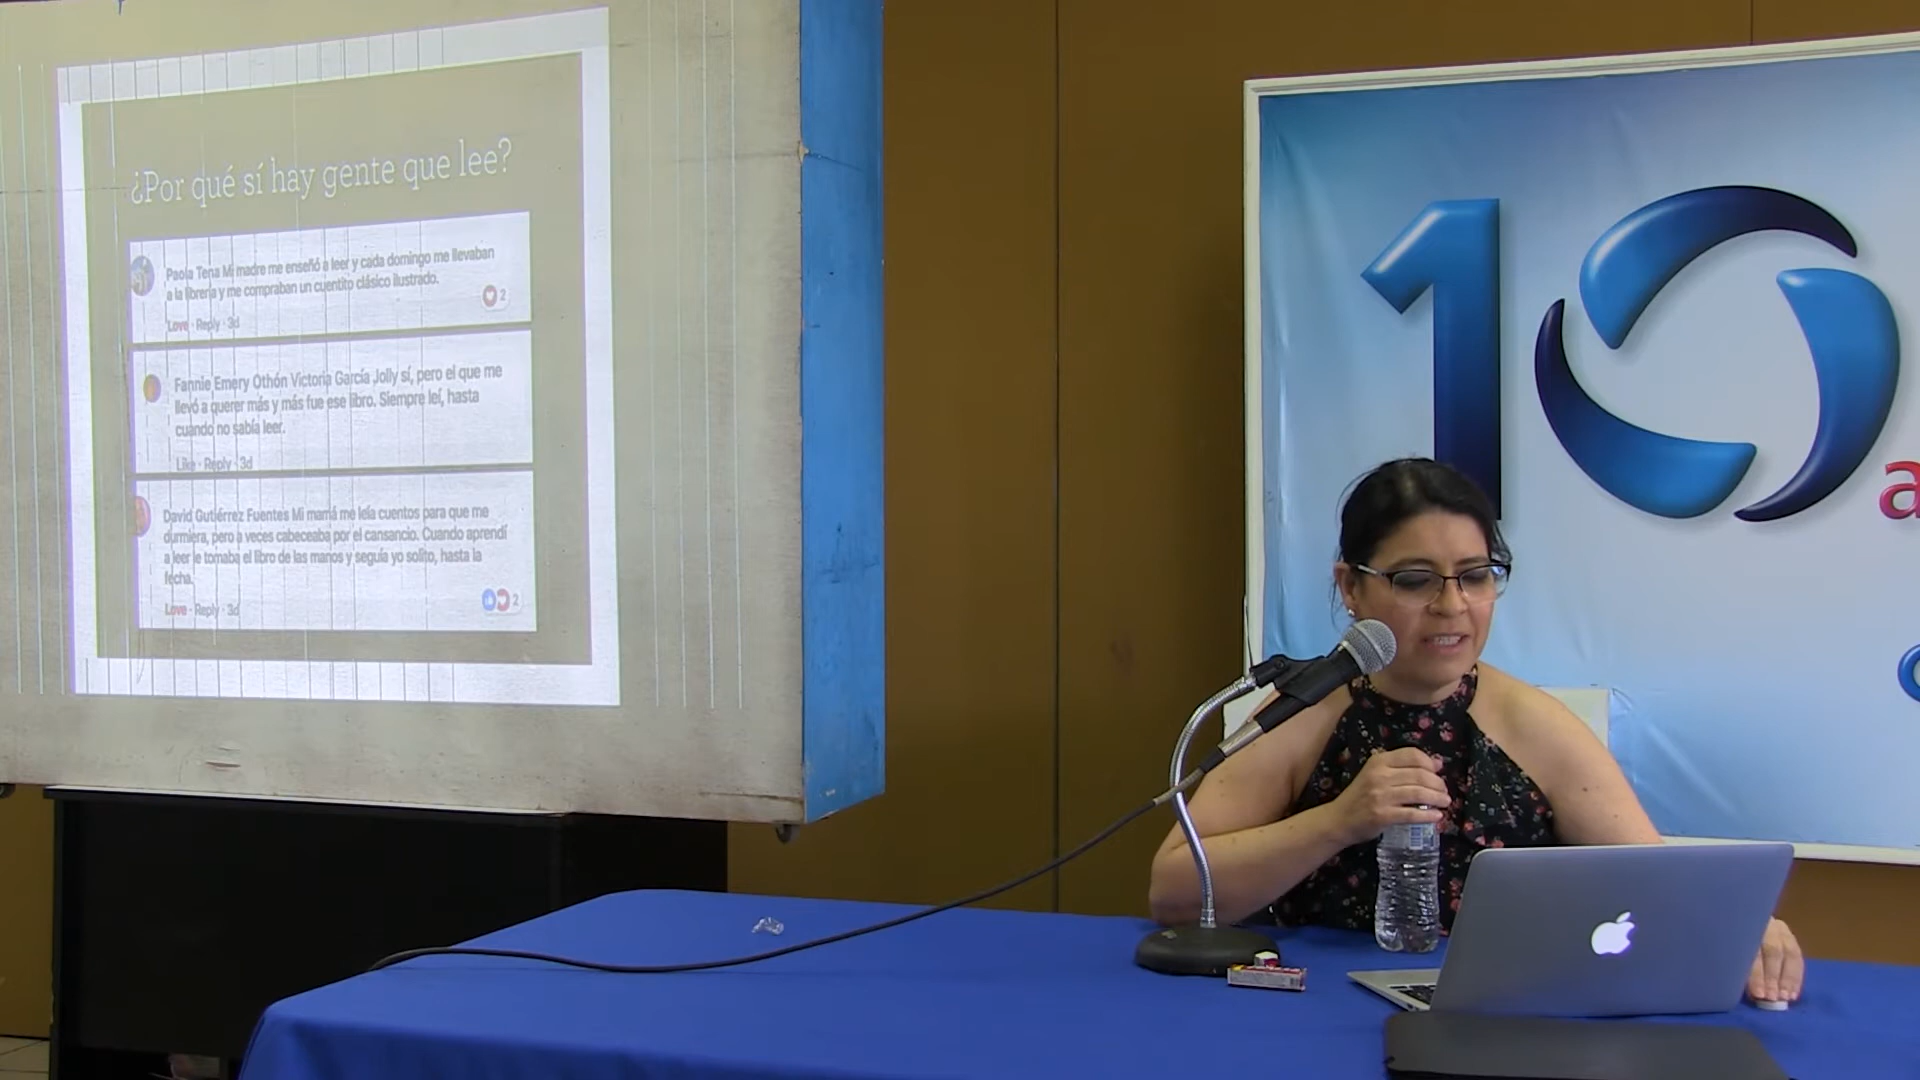 ¿Por qué sí hay gente que lee?
Paola Tena Mi madre me enseñó a leer y cada domingo me llevaban
a la librería y me compraban un cuentito clásico ilustrado.
2
Love · Reply · 3d
Fannie Emery Othón Victoria García Jolly sí, pero el que me
llevó a querer más y más fue ese libro. Siempre leí, hasta
cuando no sabía leer.
Like · Reply · 3d
David Gutiérrez Fuentes Mi mamá me leía cuentos para que me
durmiera, pero a veces cabeceaba por el cansancio. Cuando aprendí
a leer le tomaba el libro de las manos y seguía yo solito, hasta la
fecha.
2
Love · Reply · 3d
10
a